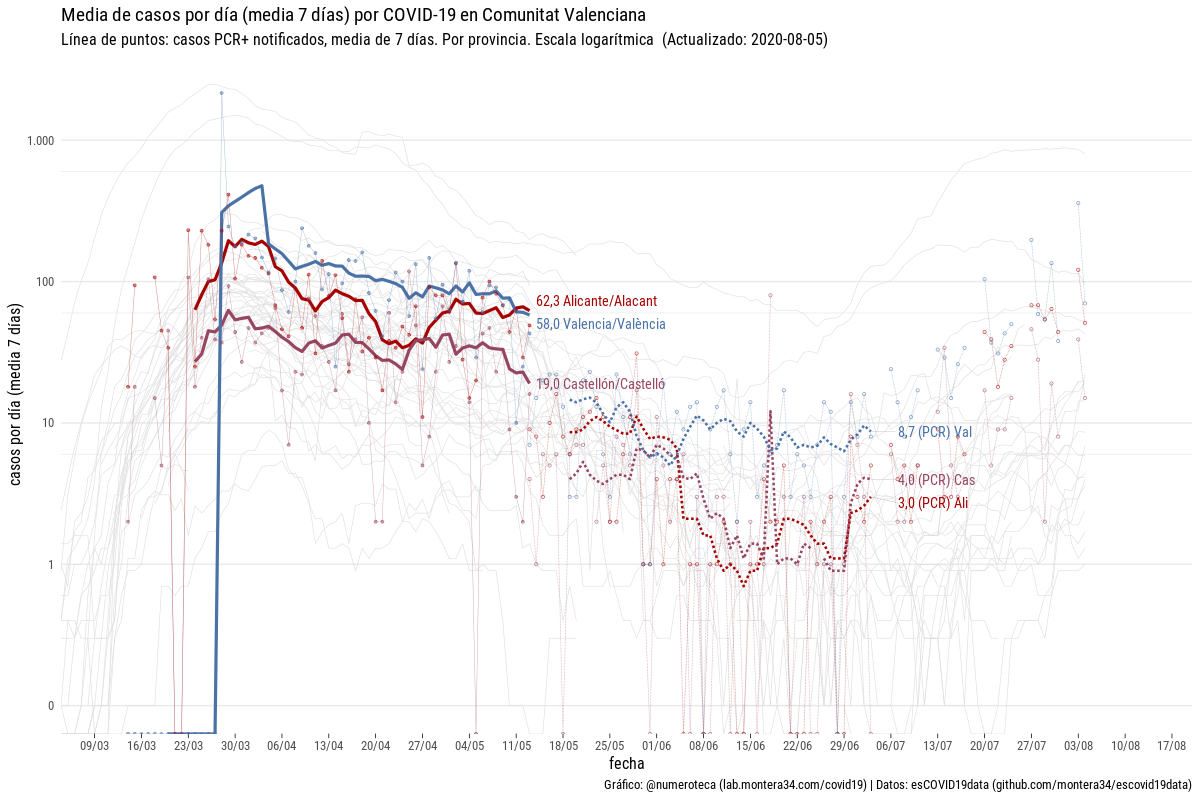 Media de casos por día (media 7 días) por COVID-19 en Comunitat Valenciana
Línea de puntos: casos PCR+ notificados, media de 7 días. Por provincia. Escala logarítmica (Actualizado: 2020-08-05)
casos por día (media 7 días)
1.000
100
10
1
0
62,3 Alicante/Alacant
58,0 Valencia/València
19,0 Castellón/Castelló
8,7 (PCR) Val
4,0 (PCR) Cas
3,0 (PCR) Ali
09/03 16/03 23/03 30/03 06/04 13/04 20/04 27/04 04/05 11/05 18/05 25/05 01/06 08/06 15/06 22/06 29/06 06/07 13/07 20/07 27/07 03/08 10/08 17/08
fecha
Gráfico: @numeroteca (lab.montera34.com/covid19) | Datos: esCOVID19data (github.com/montera34/escovid19data)